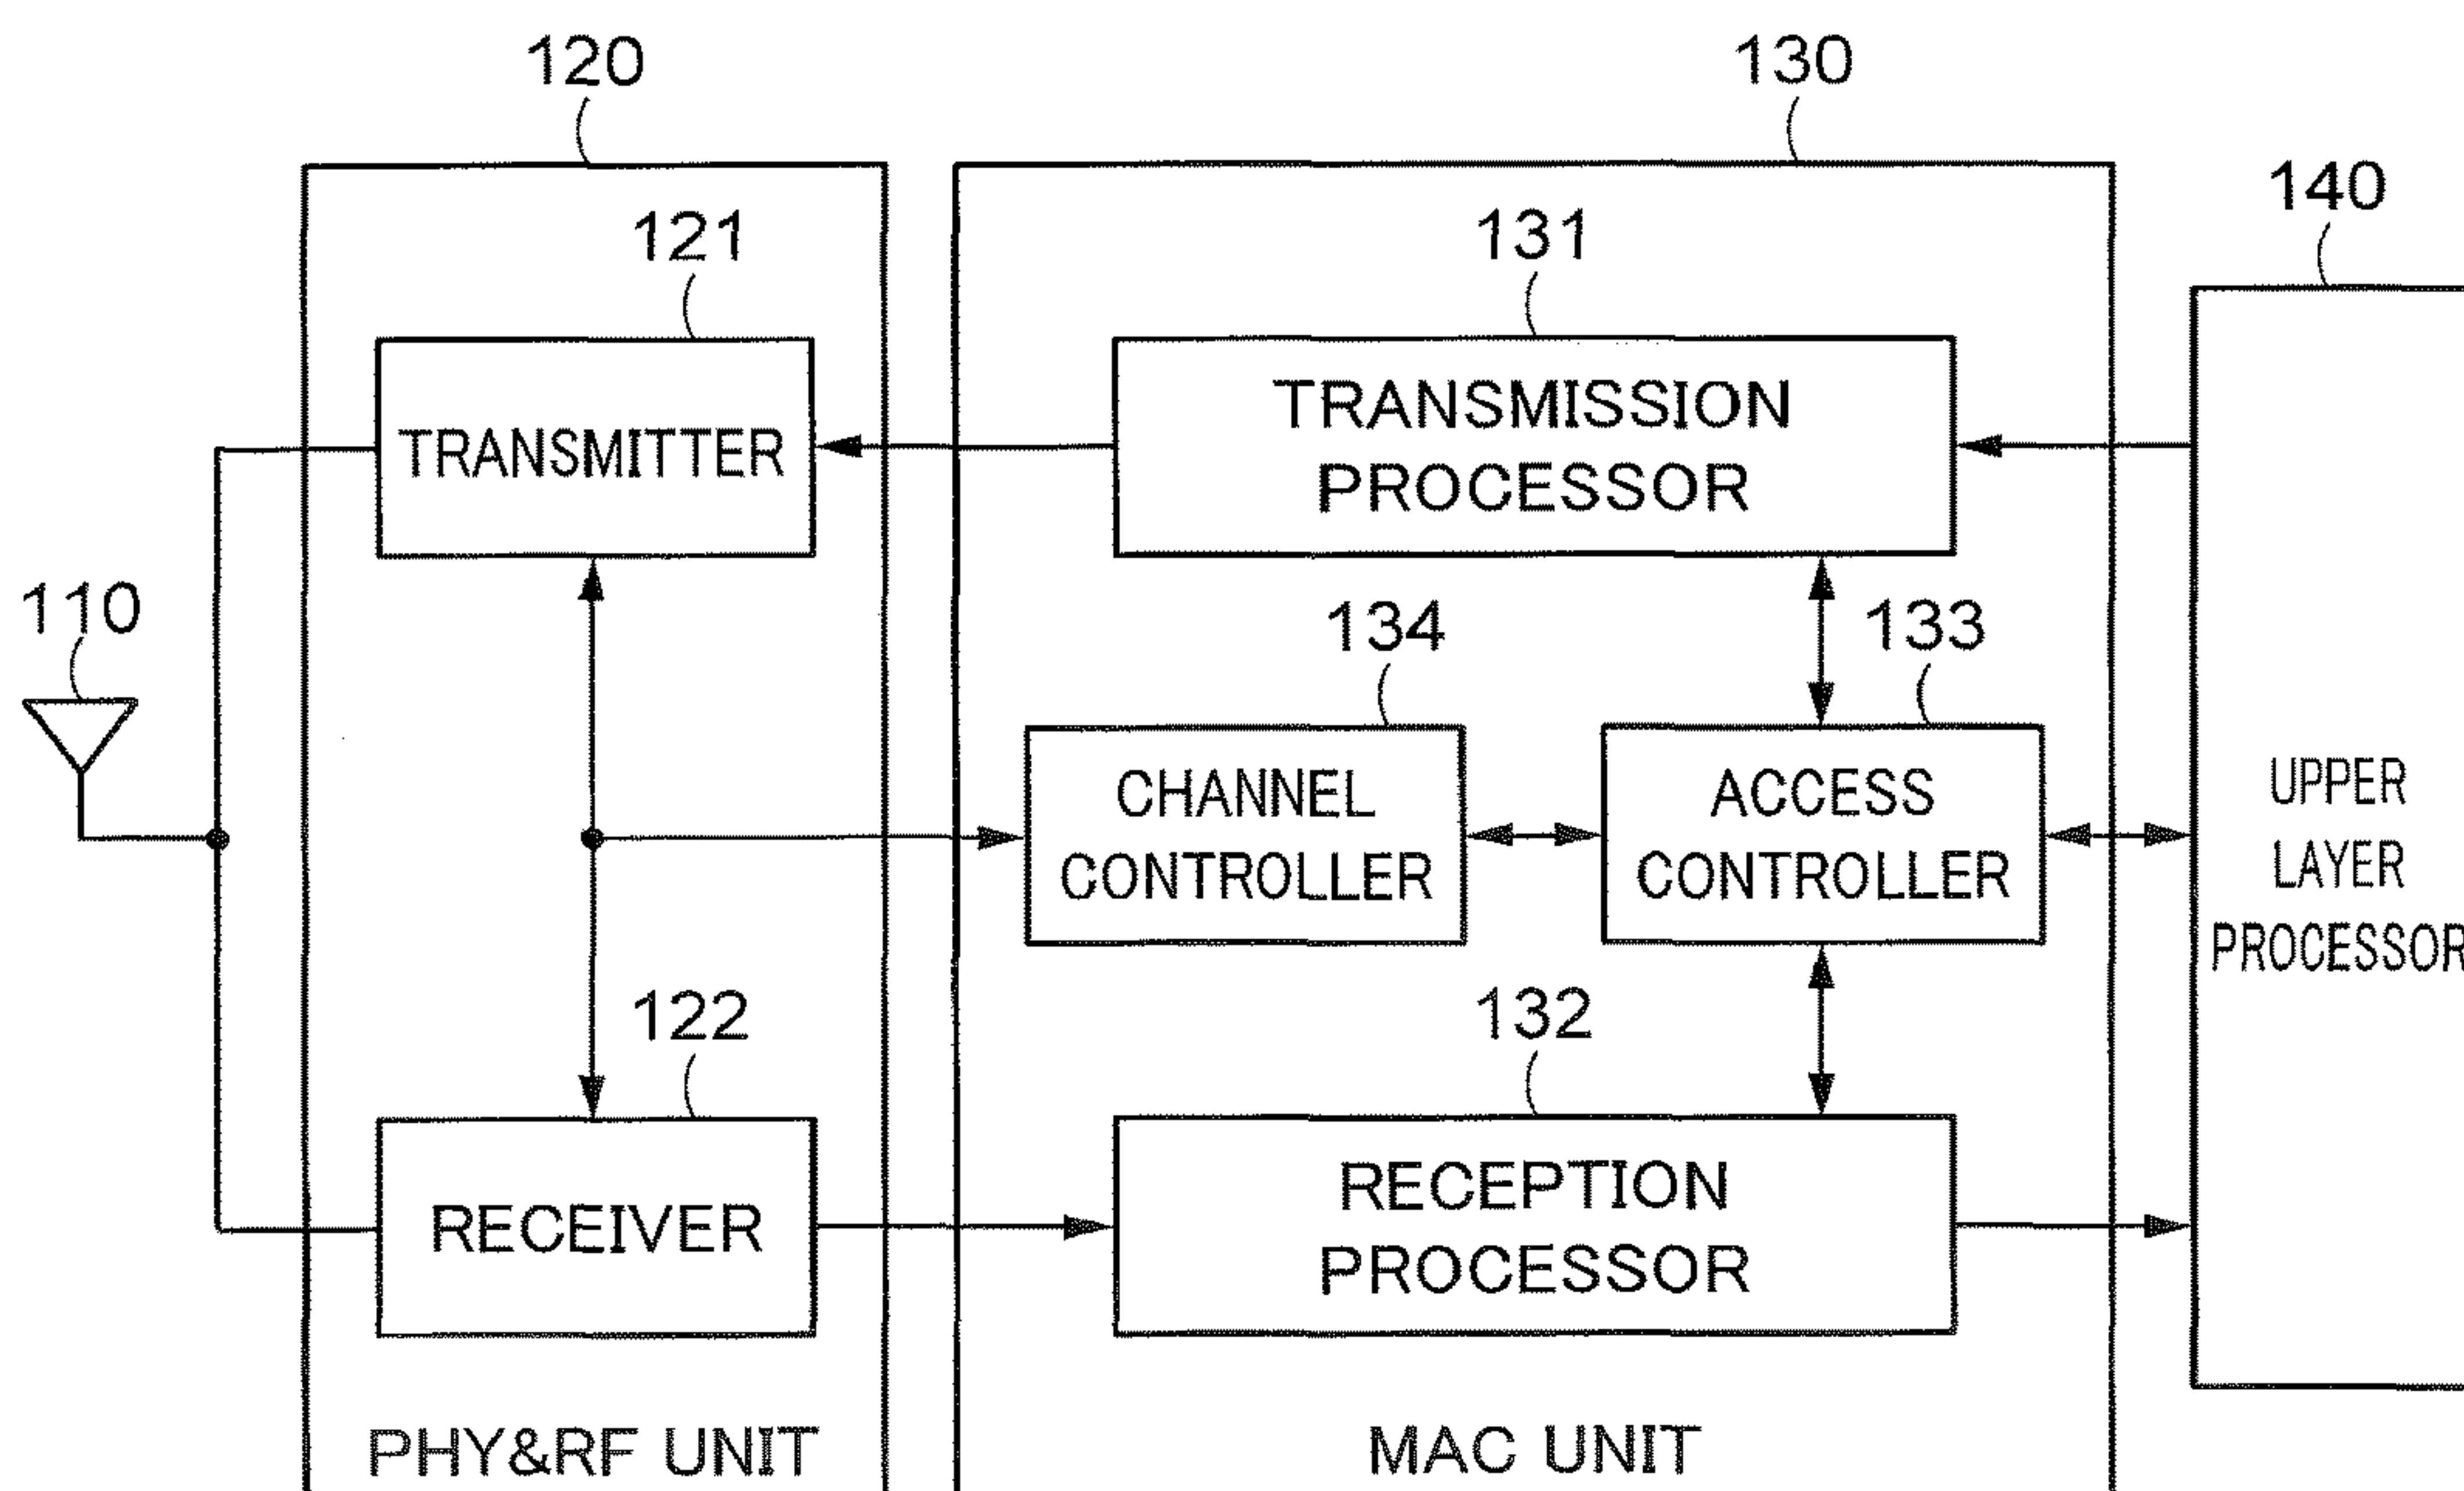 120
130
140
121
131
TRANSMITTER
TRANSMISSION
PROCESSOR
110
134
133
CHANNEL
CONTROLLER
ACCESS
CONTROLLER
UPPER
LAYER
PROCESSOR
122
132
RECEIVER
RECEPTION
PROCESSOR
PHY&RF UNIT
MAC UNIT